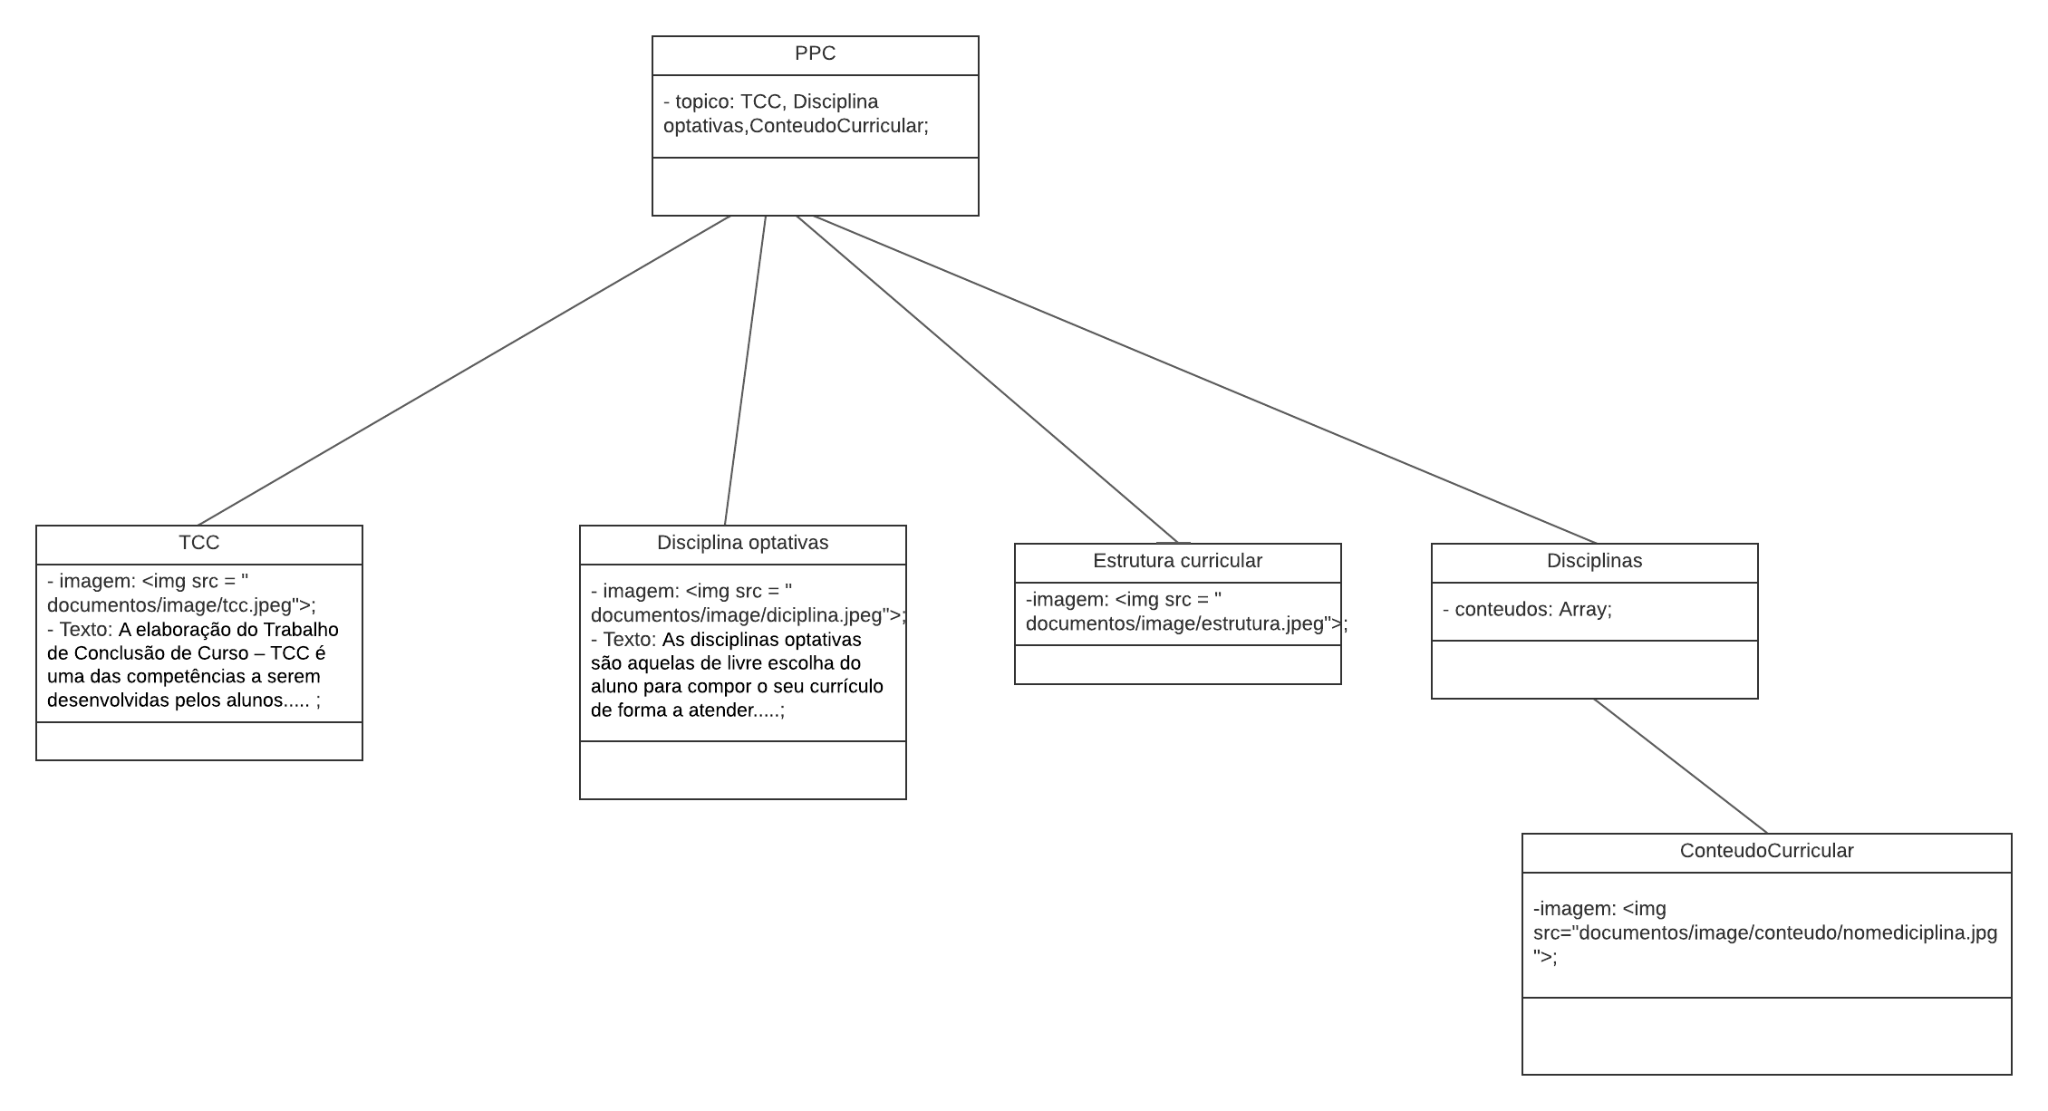 PPC
- topico: TCC, Disciplina
optativas,ConteudoCurricular;
TCC
- imagem: <img src = "
documentos/image/tcc.jpeg">;
- Texto: A elaboração do Trabalho
de Conclusão de Curso – TCC é
uma das competências a serem
desenvolvidas pelos alunos..... ;
Disciplina optativas
- imagem: <img src = "
documentos/image/diciplina.jpeg">;
- Texto: As disciplinas optativas
são aquelas de livre escolha do
aluno para compor o seu currículo
de forma a atender.....;
Estrutura curricular
-imagem: <img src = "
documentos/image/estrutura.jpeg">;
Disciplinas
- conteudos: Array;
ConteudoCurricular
-imagem: <img
src="documentos/image/conteudo/nomediciplina.jpg
">;